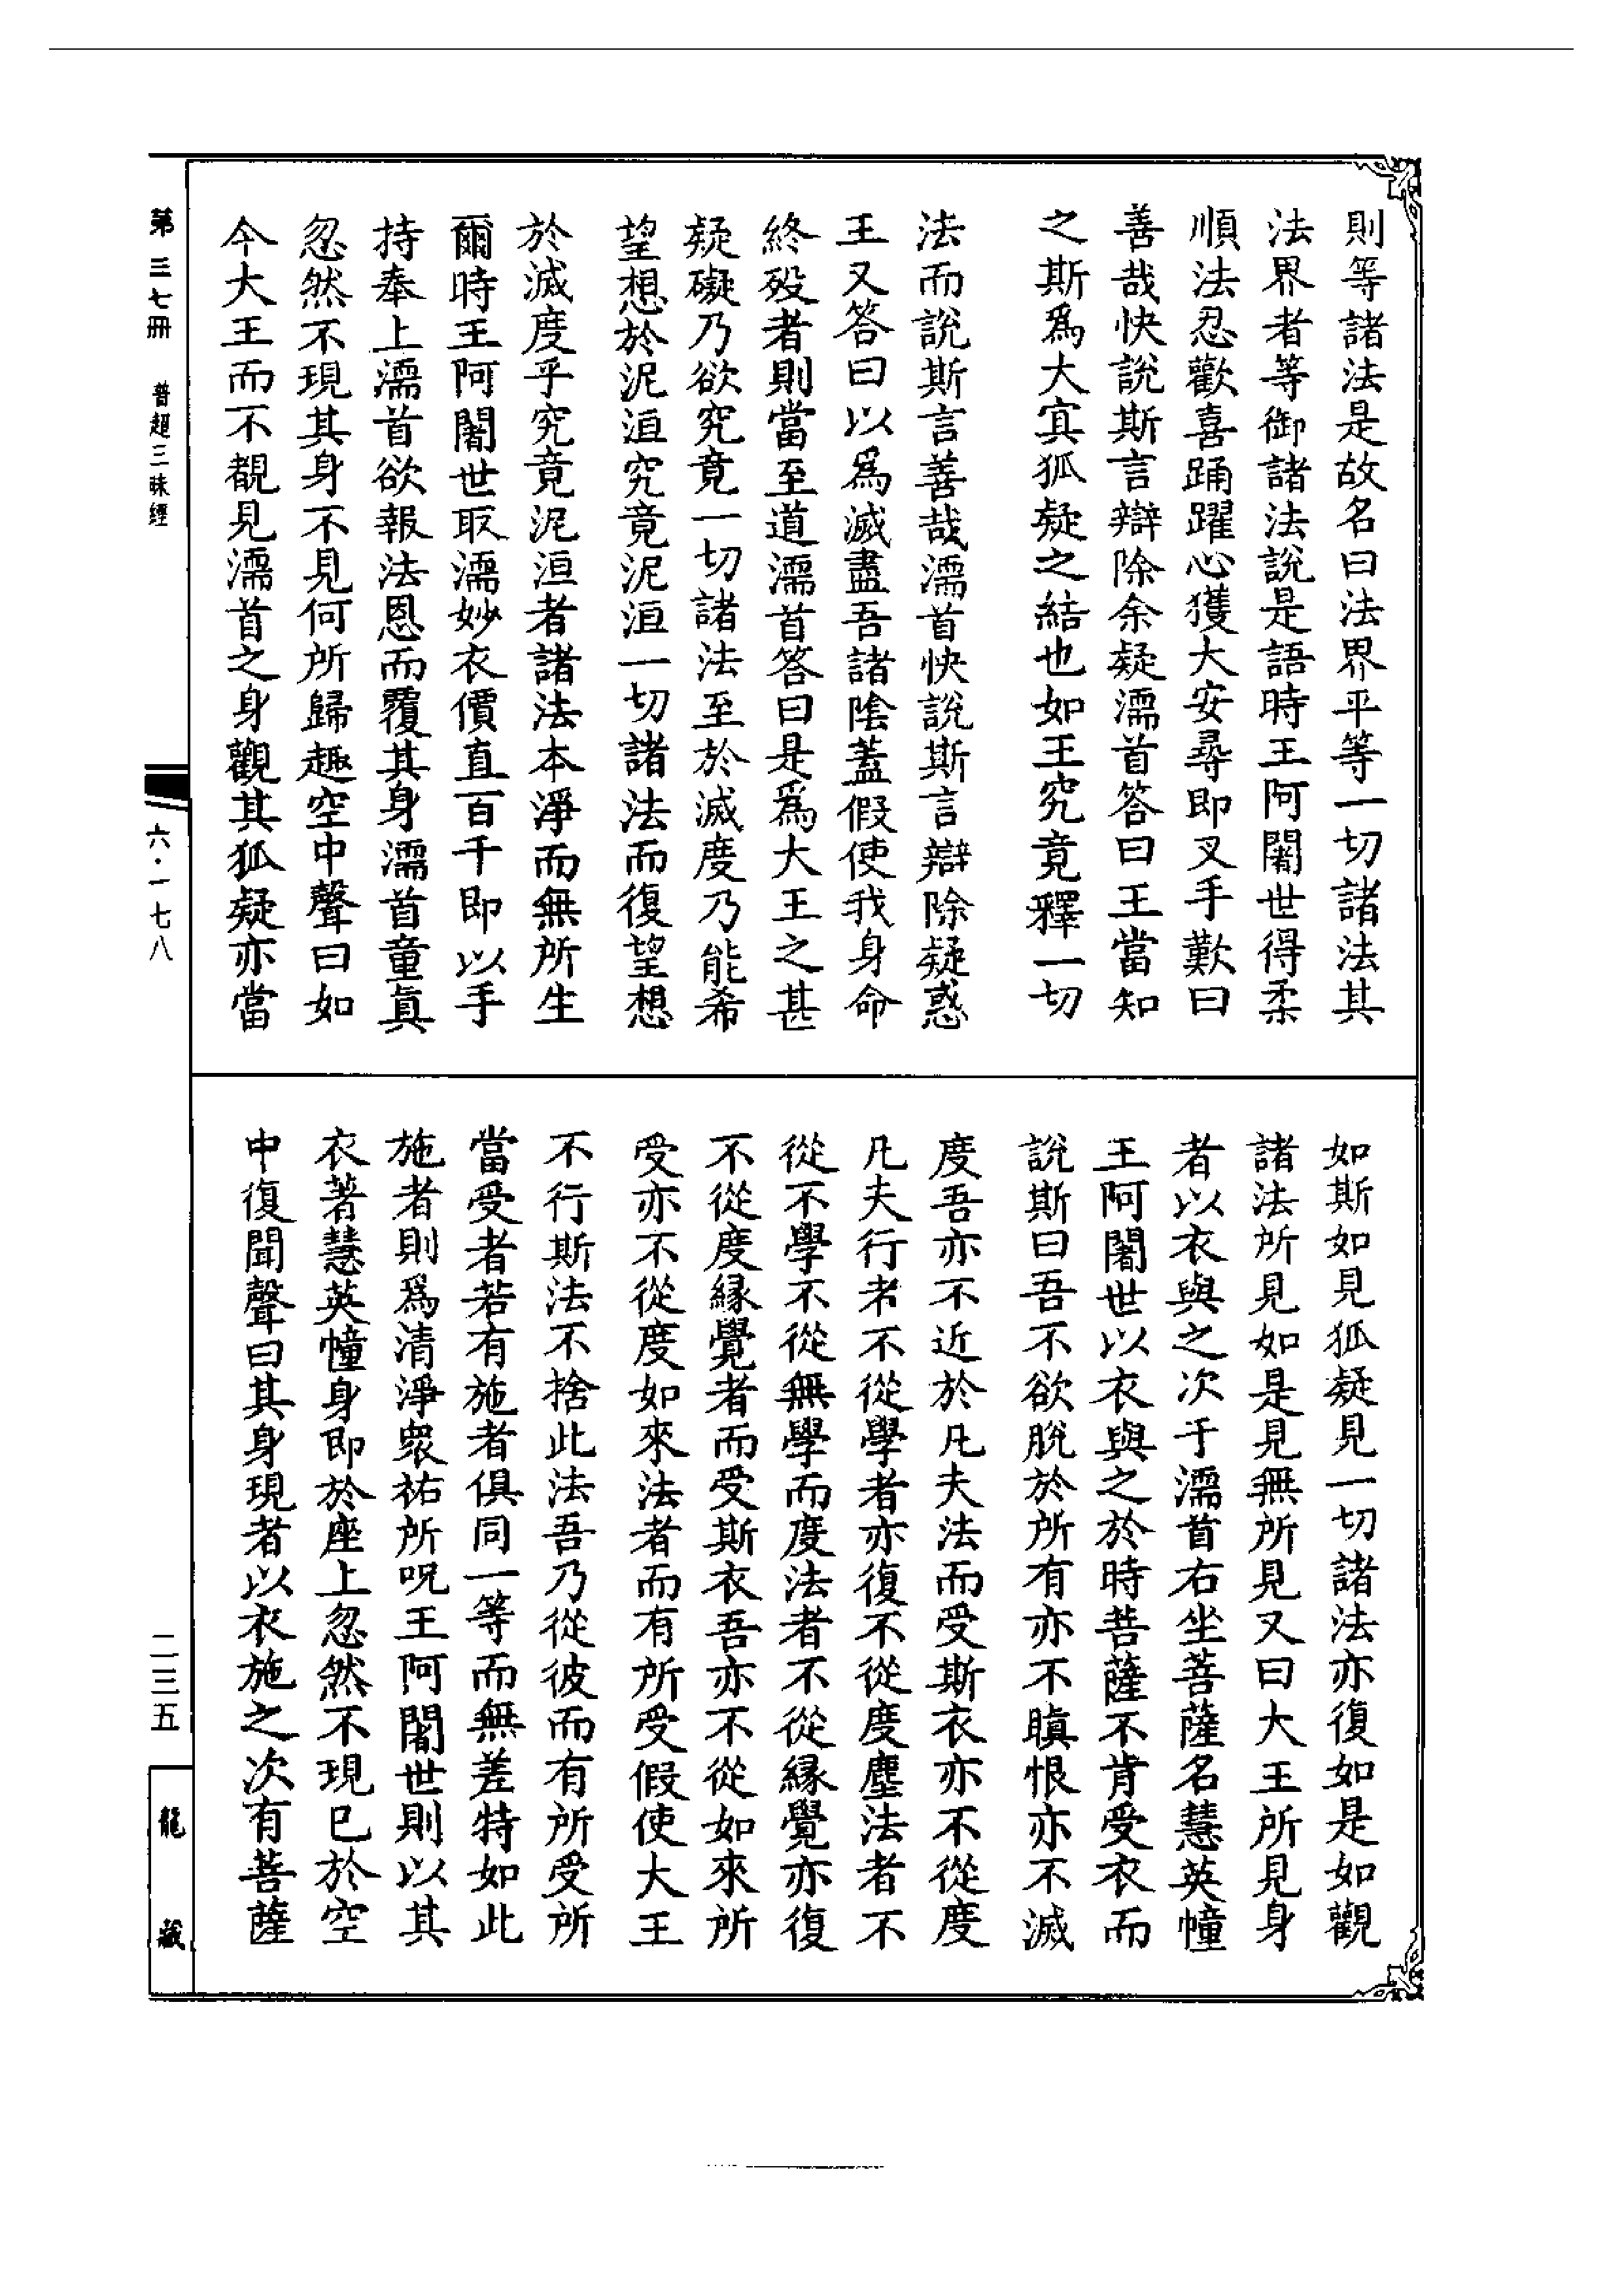 則等諸法是故名曰法界平等一切諸法其
法界者等御諸法說是語時王阿闍世得柔
順法忍歡喜踊躍心獲大安尋即叉手歎曰
善哉快說斯言辯除余疑濡首答曰王當知
之斯爲大冥狐疑之結也如王究竟釋一切
法而說斯言善哉濡首快說斯言辯除疑惑
王又答曰以爲滅盡吾諸陰蓋假使我身命
終歿者則當至道濡首答曰是爲大王之甚
疑礙乃欲究竟一切諸法至於滅度乃能希
望想於泥洹究竟泥洹一切諸法而復望想
於滅度乎究竟泥洹者諸法本淨而無所生
爾時王阿闍世取濡妙衣價直百千即以手
持奉上濡首欲報法恩而覆其身濡首童真
忽然不現其身不見何所歸趣空中聲曰如
今大王而不覩見濡首之身觀其狐疑亦當
如斯如見狐疑見一切諸法亦復如是如觀
諸法所見如是見無所見又曰大王所見身
者以衣與之次于濡首右坐菩薩名慧英幢
王阿闍世以衣與之於時菩薩不肯受衣而
說斯曰吾不欲脫於所有亦不瞋恨亦不滅
度吾亦不近於凡夫法而受斯衣亦不從度
凡夫行者不從學者亦復不從度塵法者不
從不學不從無學而度法者不從緣覺亦復
不從度緣覺者而受斯衣吾亦不從如來所
受亦不從度如來法者而有所受假使大王
不行斯法不捨此法吾乃從彼而有所受所
當受者若有施者俱同一等而無差特如此
施者則爲清淨衆祐所呪王阿闍世則以其
衣著慧英幢身即於座上忽然不現已於空
中復聞聲曰其身現者以衣施之次有菩薩
第三七冊 普超三昧經
六·一七八
二三五
龍藏